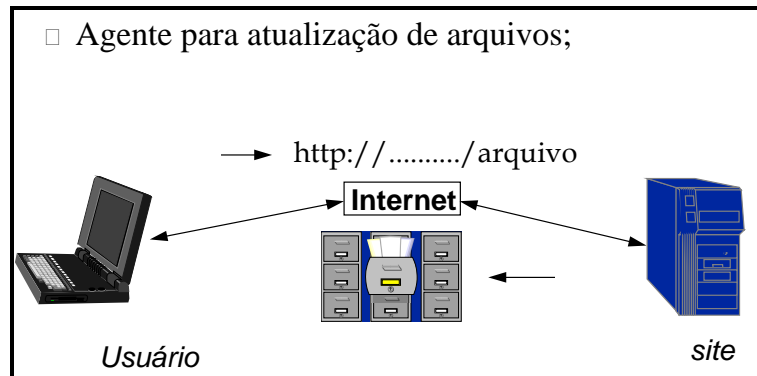 □ Agente para atualização de arquivos;
http://........../arquivo
Internet
Usuário
site